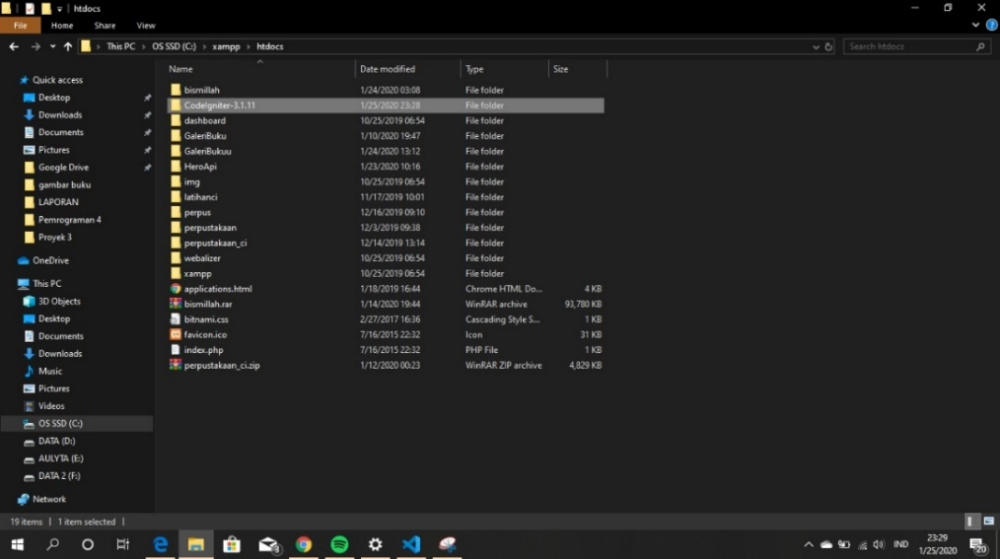 htdocs
File Home Share View
This PC > OS SSD (C:) > xampp > htdocs
Search htdocs
Name Date modified Type Size
Quick access
Desktop
Downloads
Documents
Pictures
Google Drive
gambar buku
LAPORAN
Pemrograman 4
Proyek 3
OneDrive
This PC
3D Objects
Desktop
Documents
Downloads
Music
Pictures
Videos
OS SSD (C:)
DATA (D:)
AULYTA (E:)
DATA 2 (F:)
Network
bismillah 1/24/2020 03:08 File folder
CodeIgniter-3.1.11 1/25/2020 23:28 File folder
dashboard 10/25/2019 06:54 File folder
GaleriBuku 1/10/2020 19:47 File folder
GaleriBukuu 1/24/2020 13:12 File folder
HeroApi 1/23/2020 10:16 File folder
img 10/25/2019 06:54 File folder
latihanci 11/17/2019 10:01 File folder
perpus 12/16/2019 09:10 File folder
perpustakaan 12/3/2019 09:38 File folder
perpustakaan_ci 12/14/2019 13:14 File folder
webalizer 10/25/2019 06:54 File folder
xampp 10/25/2019 06:54 File folder
applications.html 1/18/2019 16:44 Chrome HTML Do... 4 KB
bismillah.rar 1/14/2020 19:44 WinRAR archive 93,780 KB
bitnami.css 2/27/2017 16:36 Cascading Style S... 1 KB
favicon.ico 7/16/2015 22:32 Icon 31 KB
index.php 7/16/2015 22:32 PHP File 1 KB
perpustakaan_ci.zip 1/12/2020 00:23 WinRAR ZIP archive 4,829 KB
19 items | 1 item selected |
3
IND
23:29
1/25/2020
20